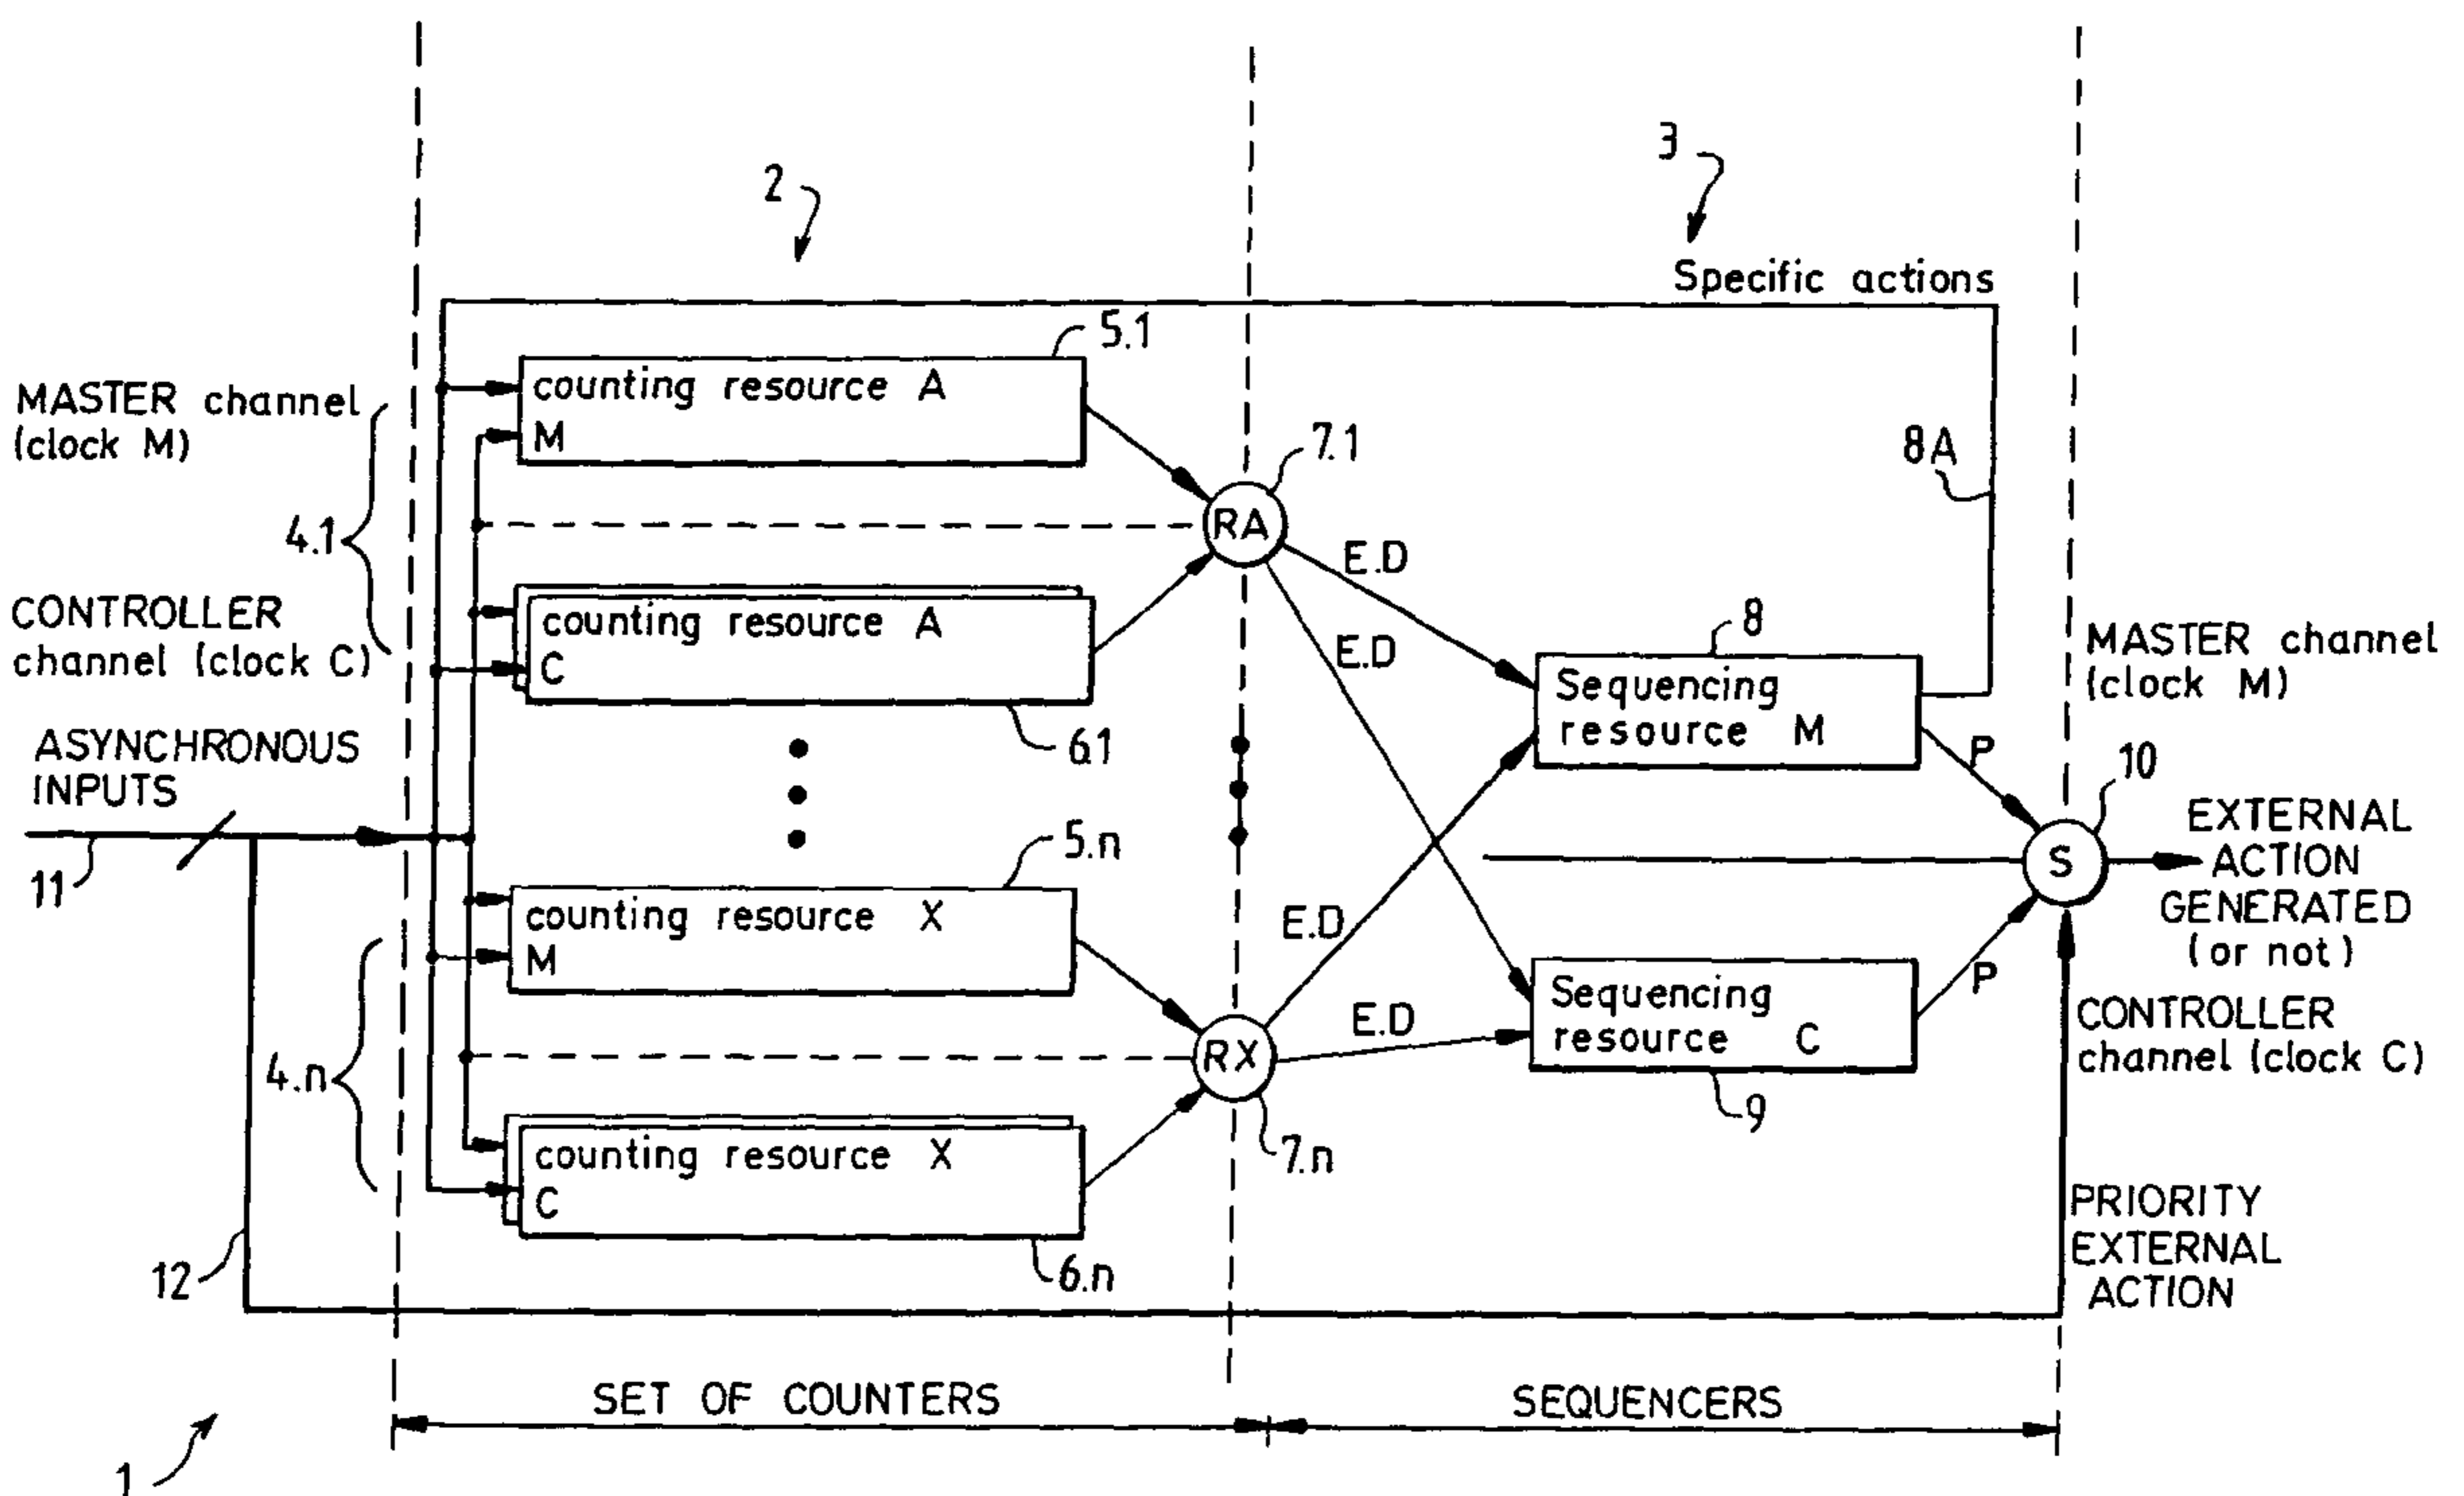 3
2
Specific actions
5.1
counting resource A
M
MASTER channel
(clock M)
7.1
8A
4.1
RA
E.D
CONTROLLER
channel (clock C)
counting resource A
C
E.D
8
MASTER channel
(clock M)
Sequencing
resource M
6.1
P
10
ASYNCHRONOUS
INPUTS
11
5.n
S
EXTERNAL
ACTION
GENERATED
(or not)
counting resource X
M
E.D
P
Sequencing
resource C
E.D
CONTROLLER
channel (clock C)
4.n
RX
9
7.n
counting resource X
C
PRIORITY
EXTERNAL
ACTION
12
6.n
SET OF COUNTERS
SEQUENCERS
1